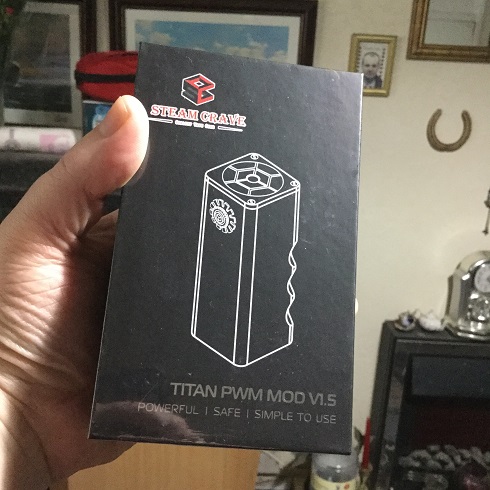 STEAM CRAVE
TITAN PWM MOD V1.5
POWERFUL | SAFE | SIMPLE TO USE